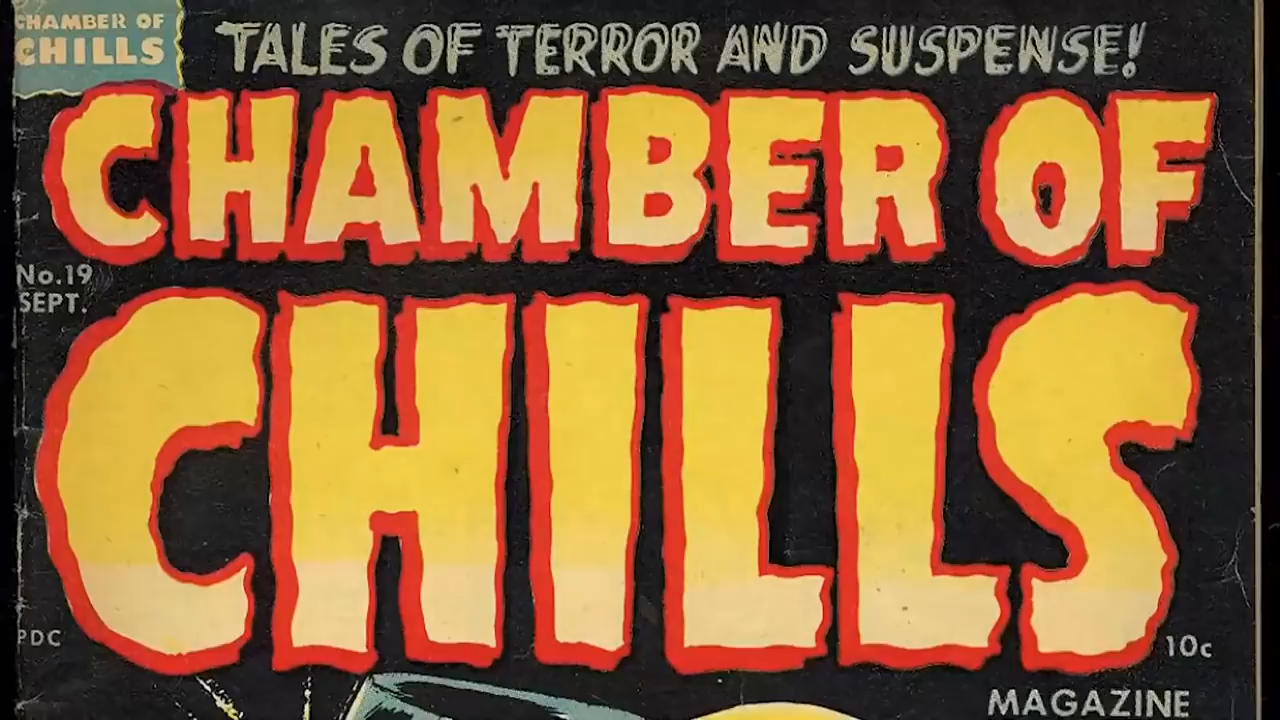 CHAMBER OF
CHILLS
TALES OF TERROR AND SUSPENSE!
CHAMBER OF
No.19
SEPT.
CHILLS
PDC
10c
MAGAZINE